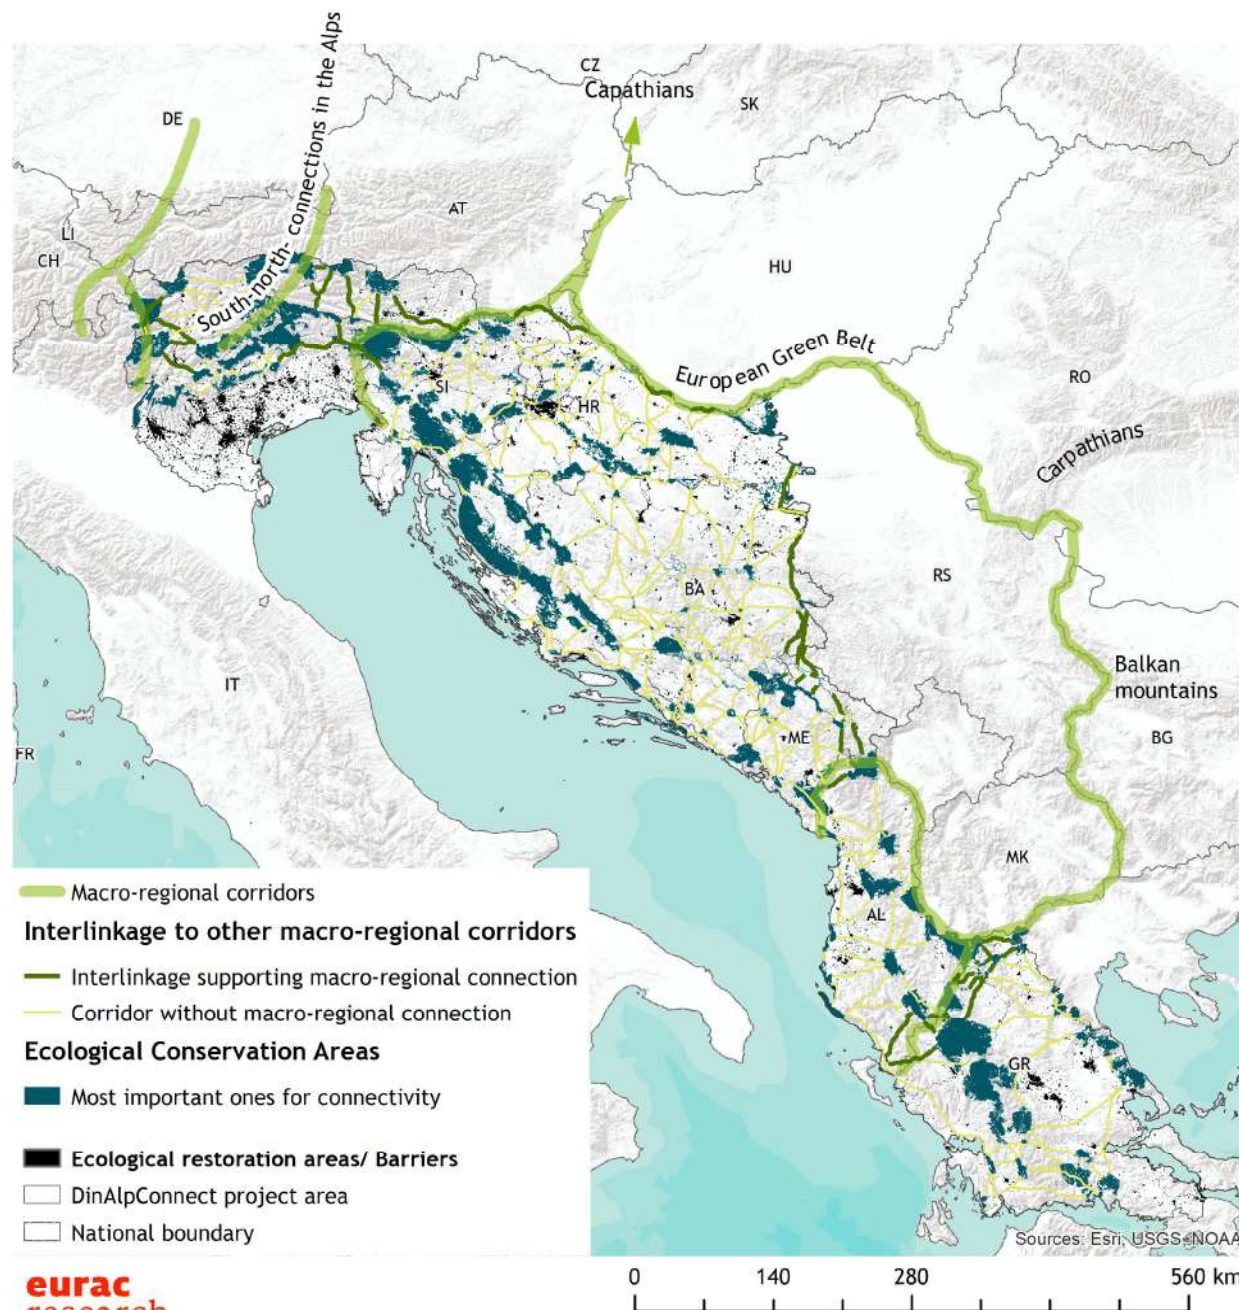 CZ
Capathians
SK
DE
South-north- connections in the Alps
AT
LI
CH
HU
European Green Belt
RO
Carpathians
SI
HR
BA
RS
IT
FR
ME
Balkan
mountains
BG
MK
AL
GR
Macro-regional corridors
Interlinkage to other macro-regional corridors
Interlinkage supporting macro-regional connection
Corridor without macro-regional connection
Ecological Conservation Areas
Most important ones for connectivity
Ecological restoration areas/ Barriers
DinAlpConnect project area
National boundary
Sources: Esri, USGS, NOAA
eurac
research
0 140 280 560 km